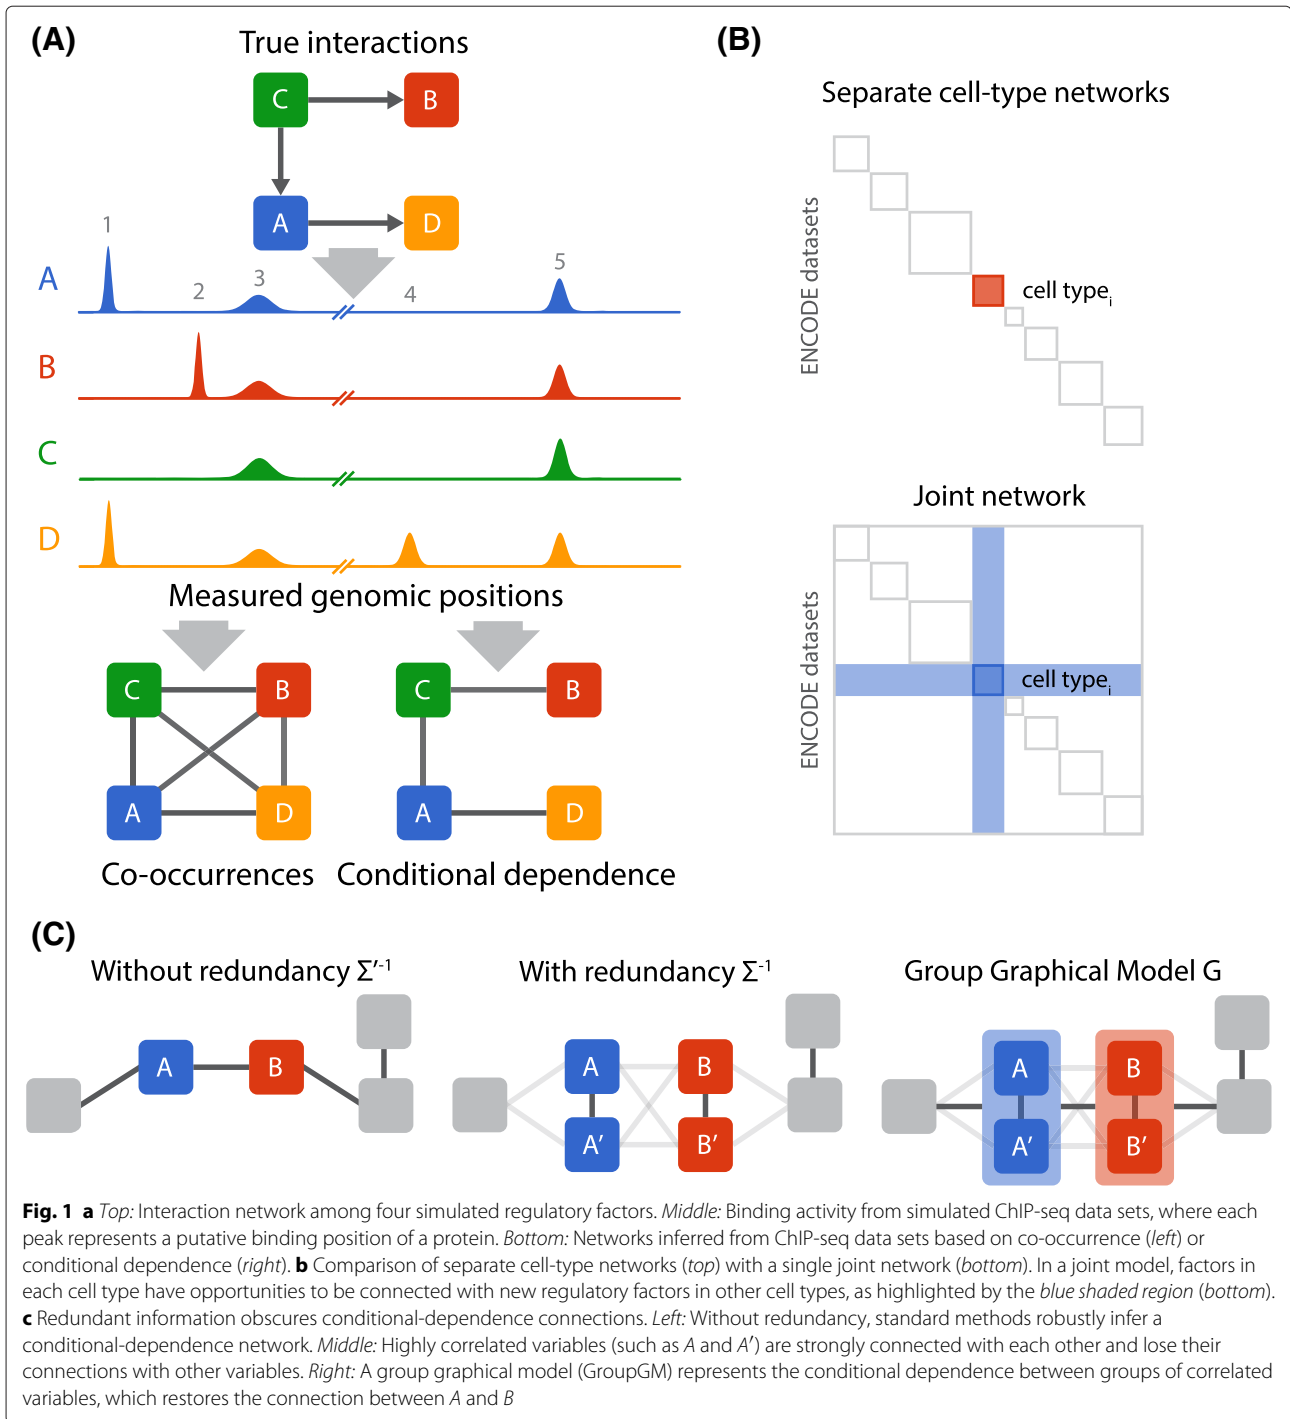 (A)
True interactions
C
B
A
D
1
2
3
4
5
A
B
C
D
Measured genomic positions
C
B
A
D
Co-occurrences
C
B
A
D
Conditional dependence
(B)
Separate cell-type networks
ENCODE datasets
cell typeᵢ
Joint network
ENCODE datasets
cell typeᵢ
(C)
Without redundancy Σ′⁻¹
A
B
With redundancy Σ⁻¹
A
B
A′
B′
Group Graphical Model G
A
B
A′
B′
Fig. 1 a Top: Interaction network among four simulated regulatory factors. Middle: Binding activity from simulated ChIP-seq data sets, where each
peak represents a putative binding position of a protein. Bottom: Networks inferred from ChIP-seq data sets based on co-occurrence (left) or
conditional dependence (right). b Comparison of separate cell-type networks (top) with a single joint network (bottom). In a joint model, factors in
each cell type have opportunities to be connected with new regulatory factors in other cell types, as highlighted by the blue shaded region (bottom).
c Redundant information obscures conditional-dependence connections. Left: Without redundancy, standard methods robustly infer a
conditional-dependence network. Middle: Highly correlated variables (such as A and A′) are strongly connected with each other and lose their
connections with other variables. Right: A group graphical model (GroupGM) represents the conditional dependence between groups of correlated
variables, which restores the connection between A and B